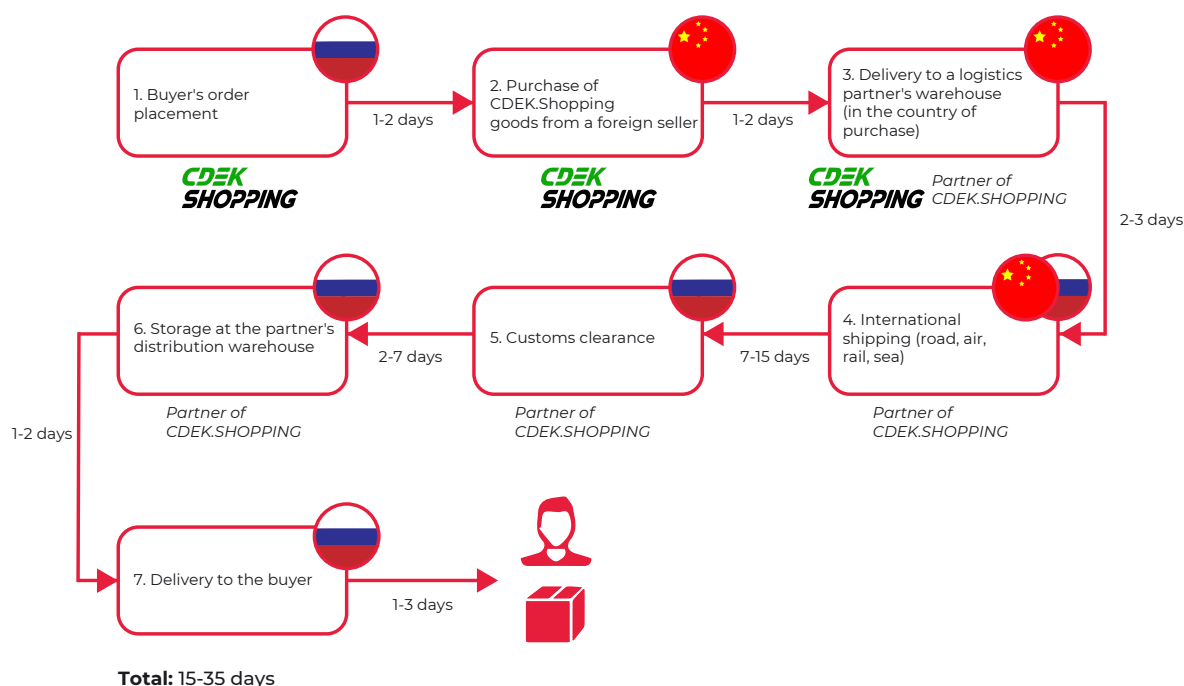 1. Buyer's order
placement
1-2 days
2. Purchase of
CDEK.Shopping
goods from a foreign seller
1-2 days
3. Delivery to a logistics
partner's warehouse
(in the country of
purchase)
CDEK
SHOPPING
CDEK
SHOPPING
CDEK
SHOPPING
Partner of
CDEK.SHOPPING
2-3 days
4. International
shipping (road, air,
rail, sea)
Partner of
CDEK.SHOPPING
7-15 days
5. Customs clearance
Partner of
CDEK.SHOPPING
2-7 days
6. Storage at the partner's
distribution warehouse
Partner of
CDEK.SHOPPING
1-2 days
7. Delivery to the buyer
1-3 days
Total: 15-35 days